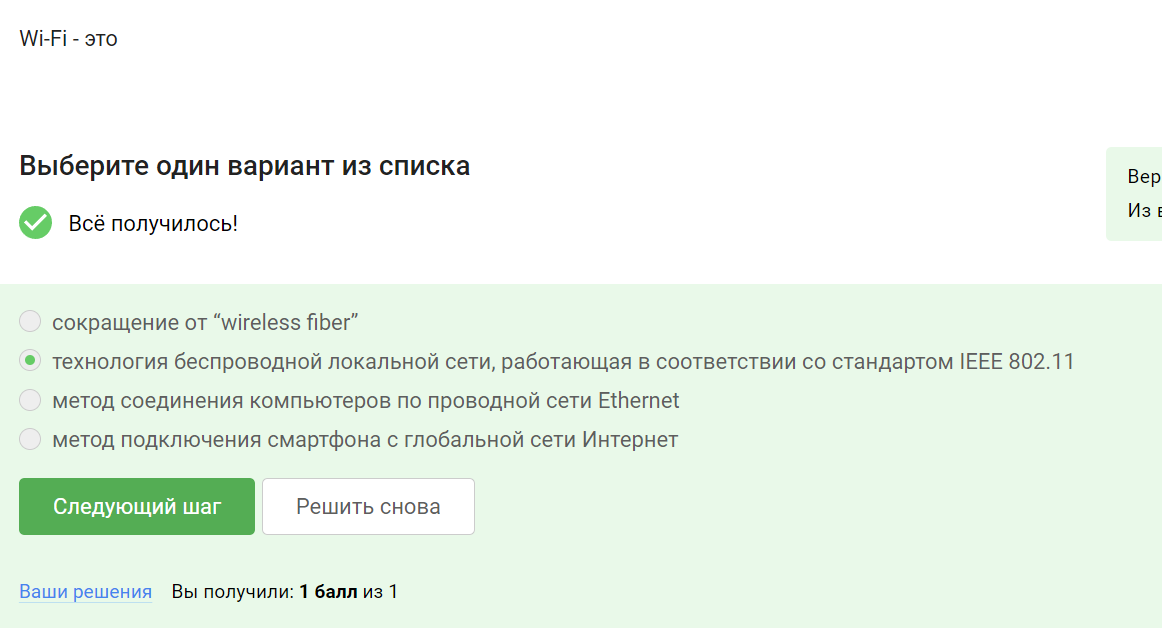 Wi-Fi - это
Выберите один вариант из списка
Всё получилось!
Вер
Из в
сокращение от “wireless fiber”
технология беспроводной локальной сети, работающая в соответствии со стандартом IEEE 802.11
метод соединения компьютеров по проводной сети Ethernet
метод подключения смартфона с глобальной сети Интернет
Следующий шаг
Решить снова
Ваши решения Вы получили: 1 балл из 1